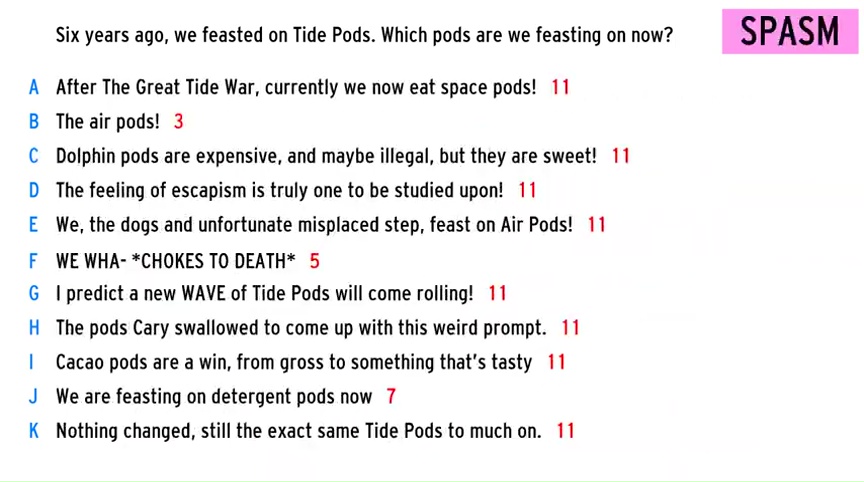 Six years ago, we feasted on Tide Pods. Which pods are we feasting on now?
SPASM
A After The Great Tide War, currently we now eat space pods! 11
B The air pods! 3
C Dolphin pods are expensive, and maybe illegal, but they are sweet! 11
D The feeling of escapism is truly one to be studied upon! 11
E We, the dogs and unfortunate misplaced step, feast on Air Pods! 11
F WE WHA- *CHOKES TO DEATH* 5
G I predict a new WAVE of Tide Pods will come rolling! 11
H The pods Cary swallowed to come up with this weird prompt. 11
I Cacao pods are a win, from gross to something that's tasty 11
J We are feasting on detergent pods now 7
K Nothing changed, still the exact same Tide Pods to much on. 11